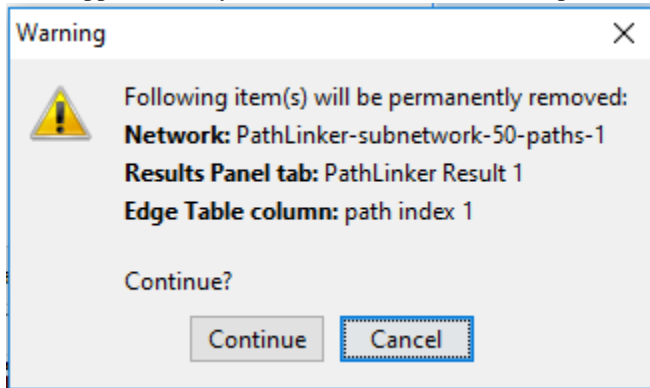 Warning
Following item(s) will be permanently removed:
Network: PathLinker-subnetwork-50-paths-1
Results Panel tab: PathLinker Result 1
Edge Table column: path index 1
Continue?
Continue Cancel